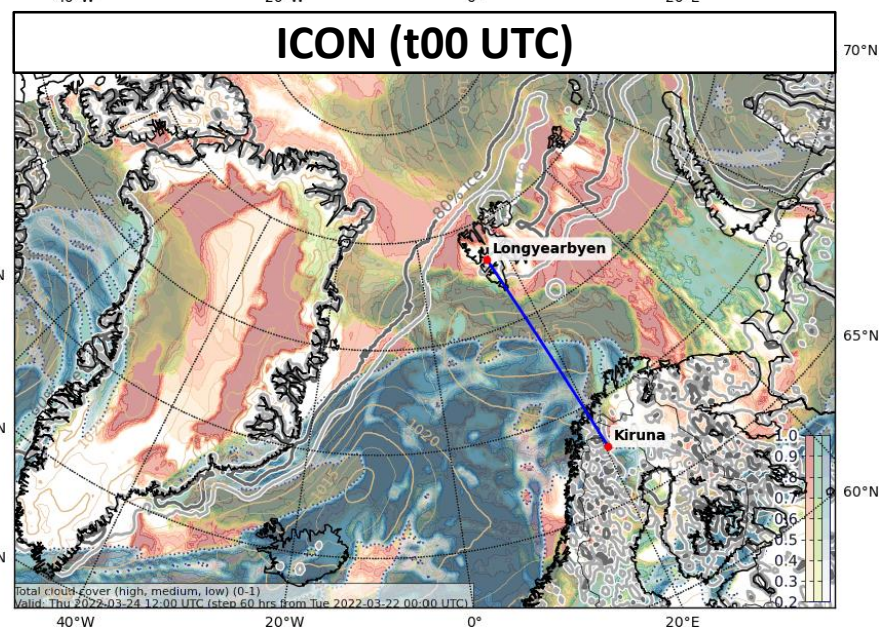 ICON (t00 UTC)
70°N
80% ice
Longyearbyen
65°N
1020
Kiruna
1015
1.0
0.9
0.8
0.7
0.6
0.5
0.4
0.3
0.2
60°N
Total cloud cover (high, medium, low) (0-1)
Valid: Thu 2022-03-24 12:00 UTC (step 60 hrs from Tue 2022-03-22 00:00 UTC)
40°W
20°W
0°
20°E